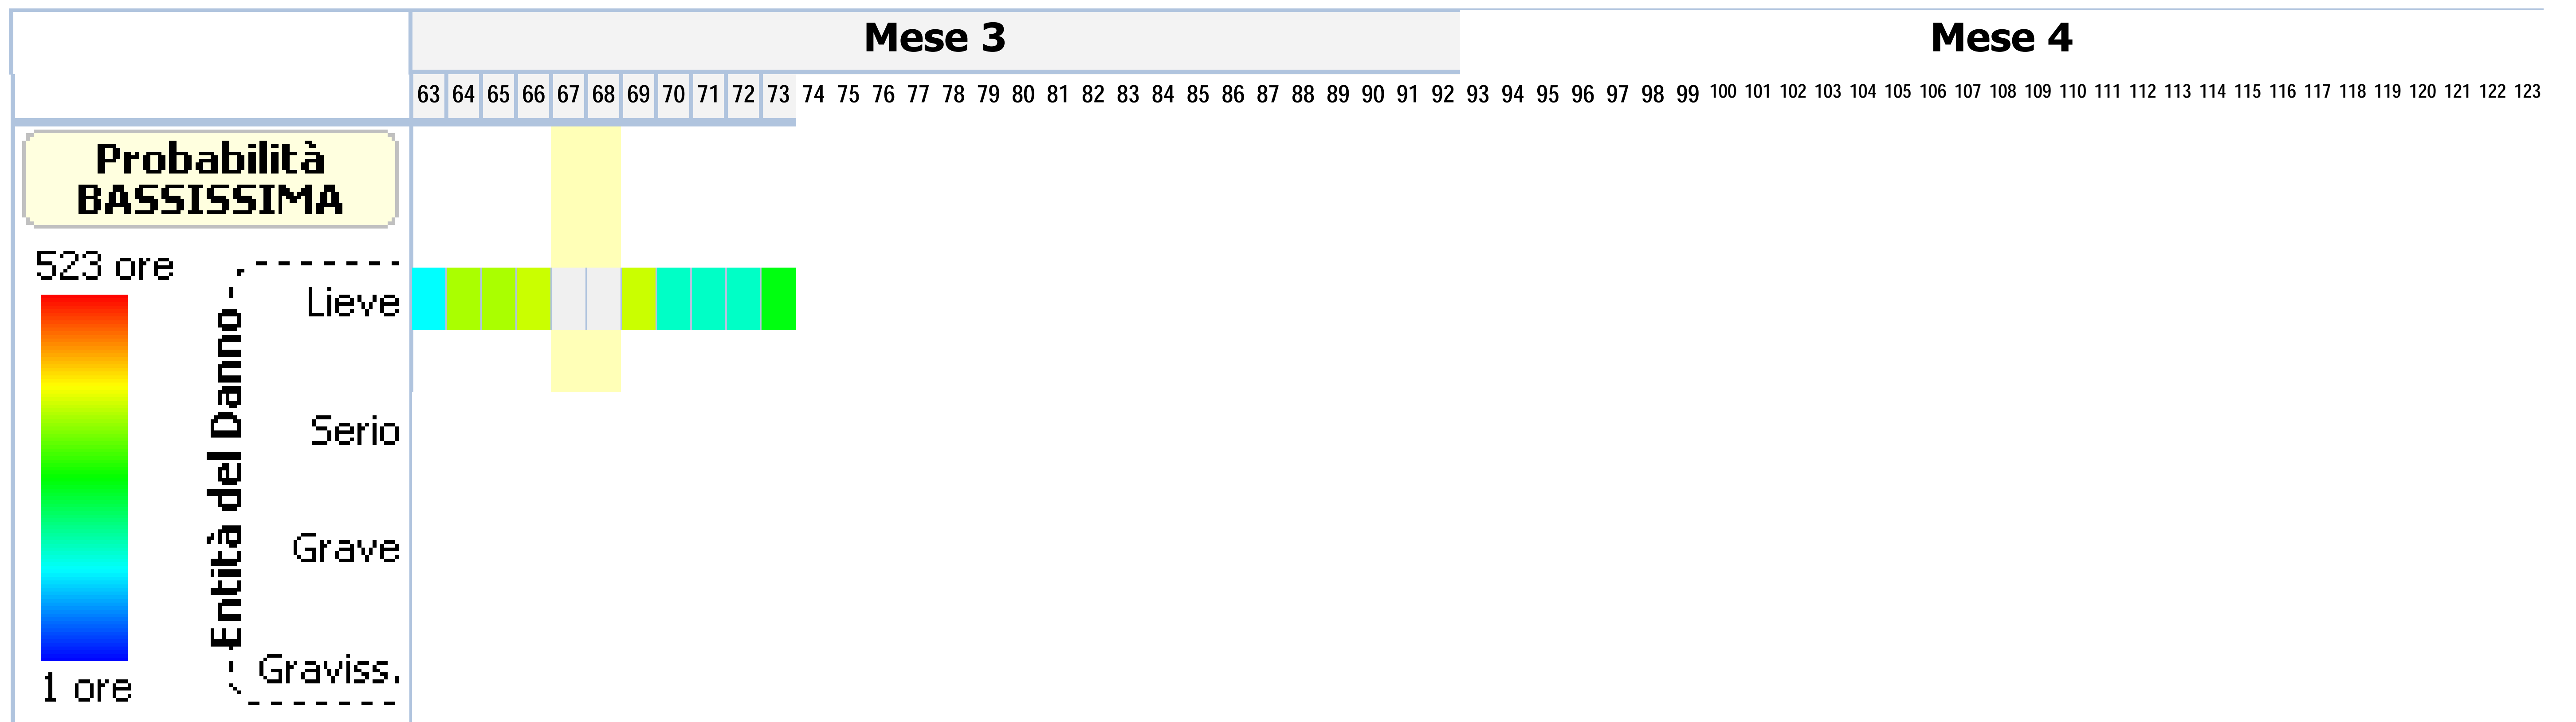 Mese 3 Mese 4
63 64 65 66 67 68 69 70 71 72 73 74 75 76 77 78 79 80 81 82 83 84 85 86 87 88 89 90 91 92 93 94 95 96 97 98 99 100 101 102 103 104 105 106 107 108 109 110 111 112 113 114 115 116 117 118 119 120 121 122 123
Probabilità
BASSISSIMA
523 ore
1 ore
Entità del Danno
Lieve
Serio
Grave
Graviss.